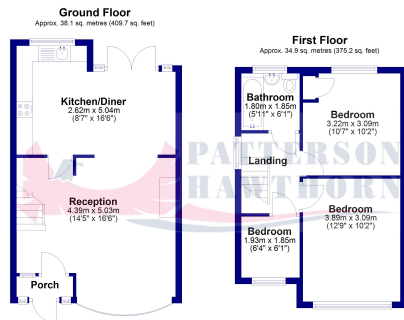 Ground Floor
Approx. 38.1 sq. metres (409.7 sq. feet)
Kitchen/Diner
2.62m x 5.04m
(8'7" x 16'6")
Reception
4.39m x 5.03m
(14'5" x 16'6")
Porch
First Floor
Approx. 34.9 sq. metres (375.2 sq. feet)
Bathroom
1.80m x 1.85m
(5'11" x 6'1")
Bedroom
3.22m x 3.09m
(10'7" x 10'2")
Landing
Bedroom
3.89m x 3.09m
(12'9" x 10'2")
Bedroom
1.93m x 1.85m
(6'4" x 6'1")
PATTERSON
HAWTHORN